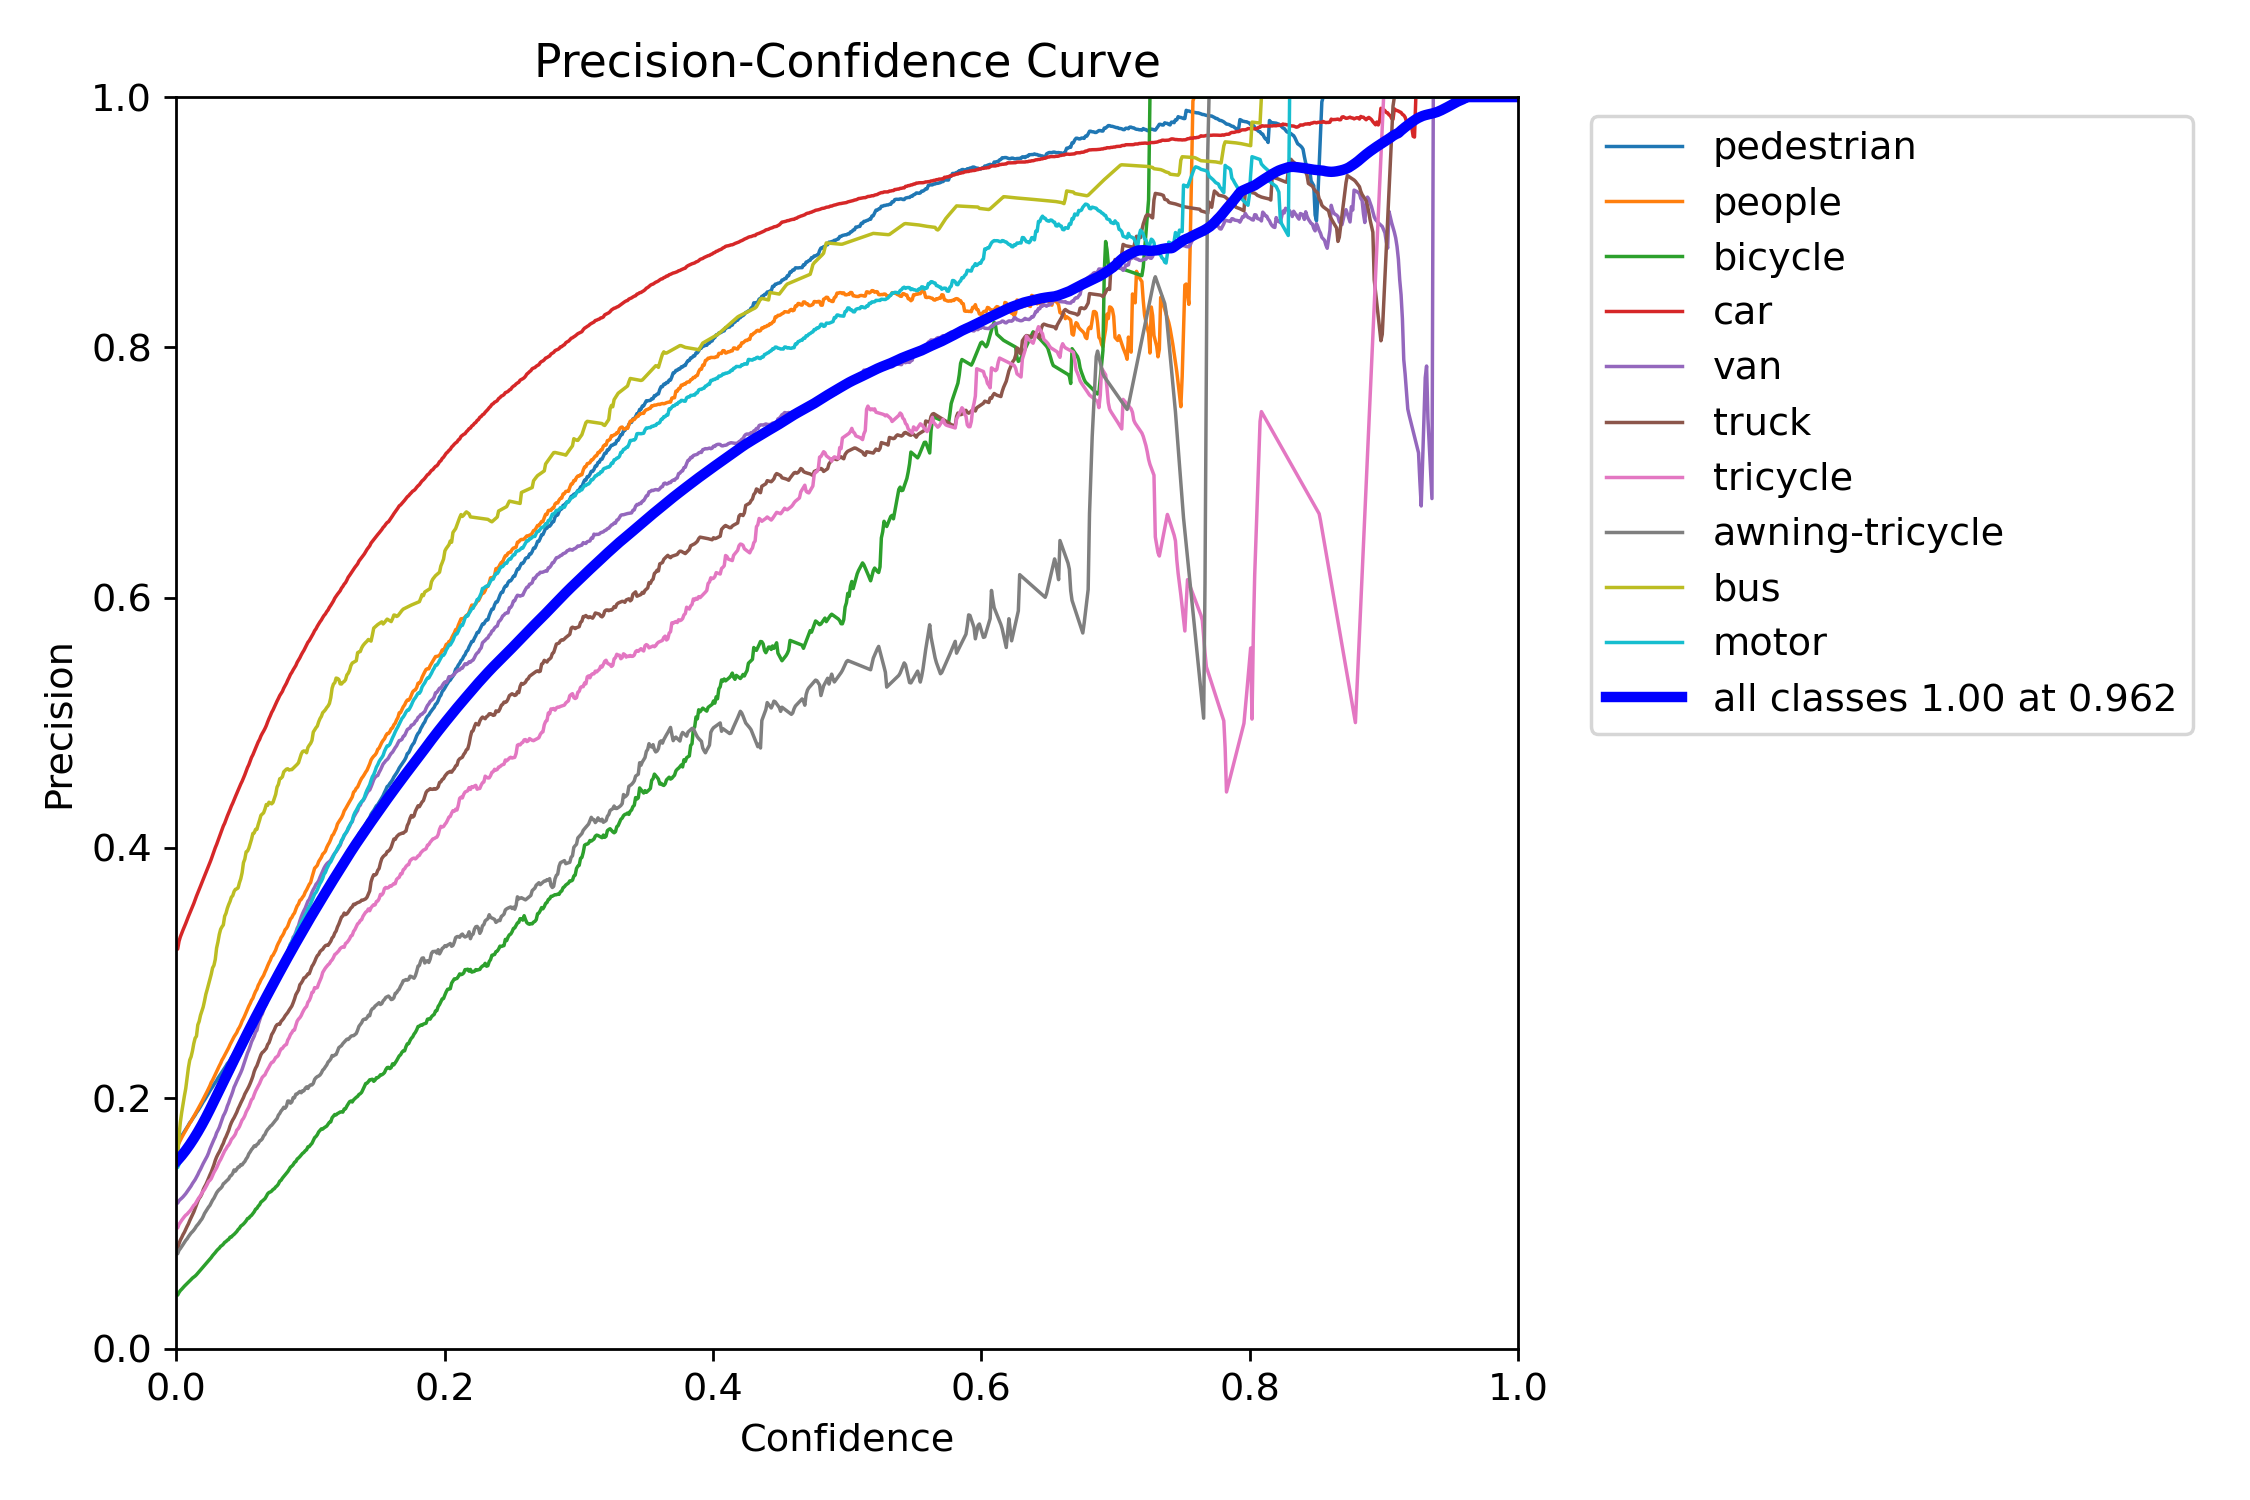 Precision-Confidence Curve
1.0
0.8
0.6
0.4
0.2
0.0
Precision
0.0 0.2 0.4 0.6 0.8 1.0
Confidence
pedestrian
people
bicycle
car
van
truck
tricycle
awning-tricycle
bus
motor
all classes 1.00 at 0.962